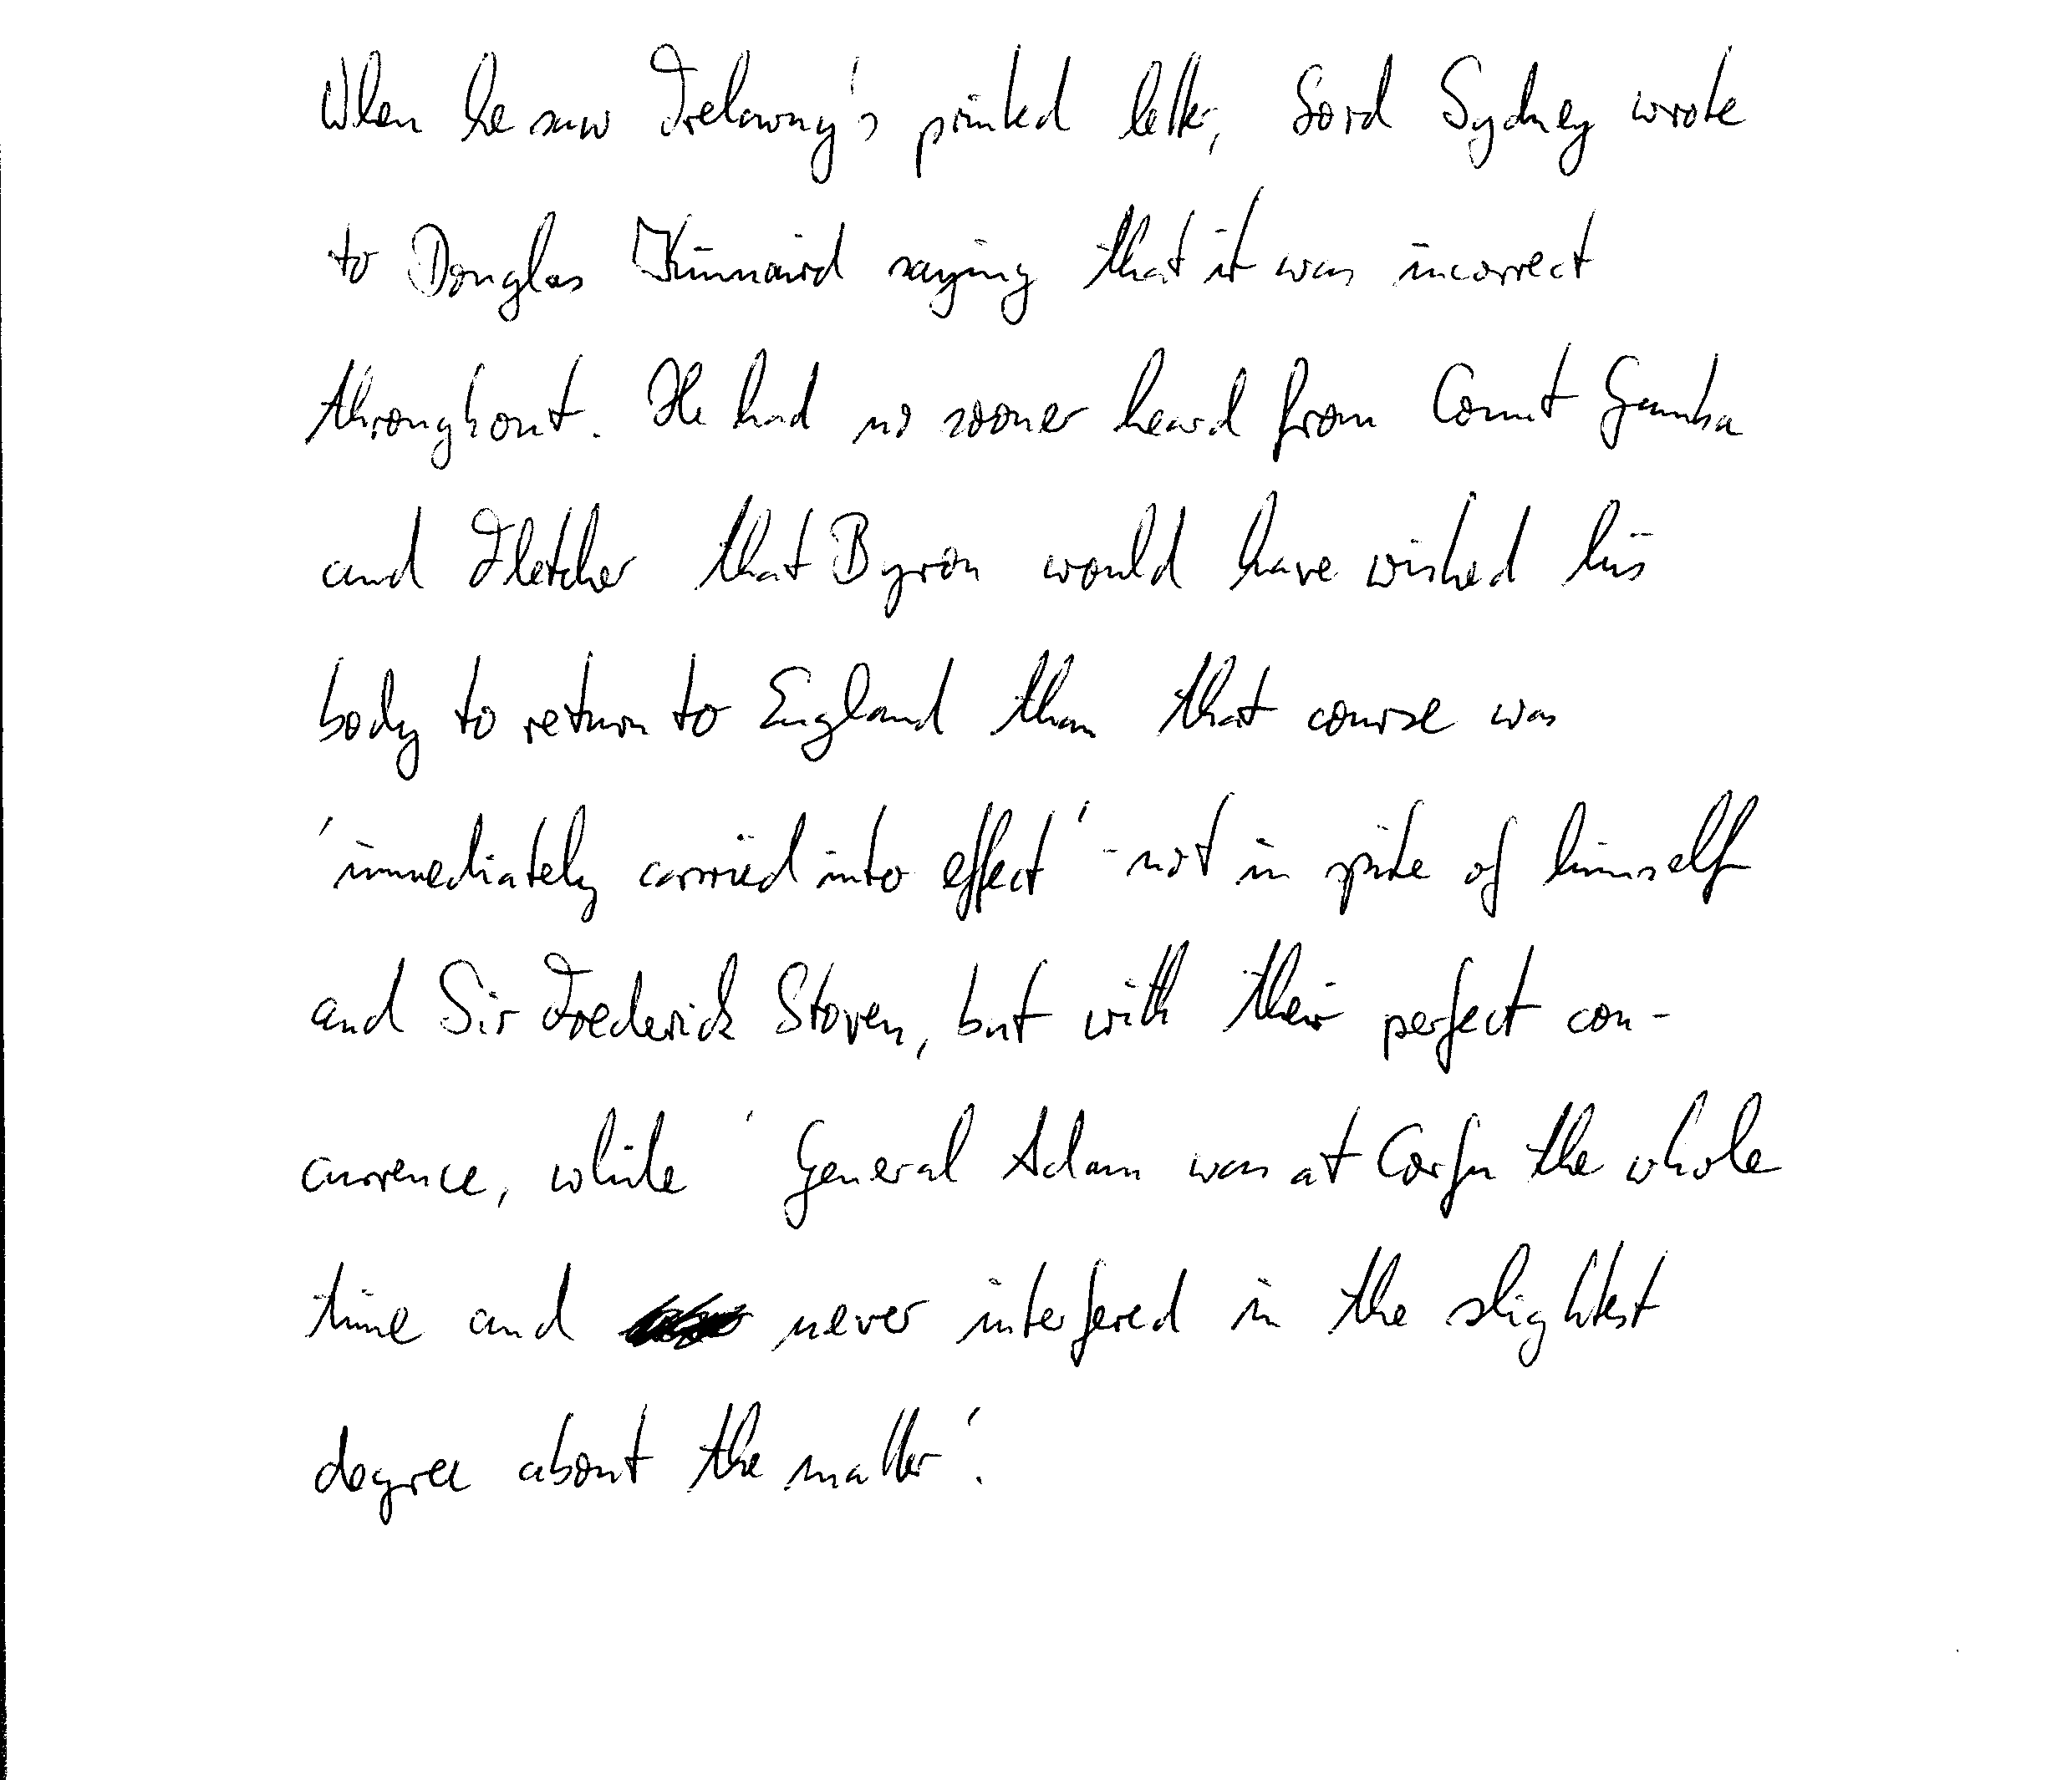 When he saw Trelawny's printed letter, Lord Sydney wrote
to Douglas Kinnaird saying that it was incorrect
throughout. He had no sooner heard from Count Gamba
and Fletcher that Byron would have wished his
body to return to England than that course was
'immediately carried into effect' - not in spite of himself
and Sir Frederick Stoven, but with their perfect con-
currence, while 'General Adam was at Corfu the whole
time and never interfered in the slightest
degree about the matter'.